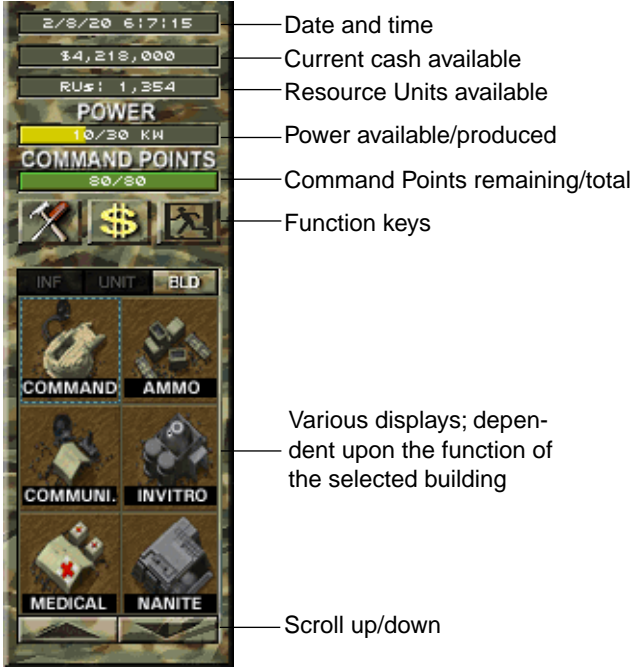 2/8/20 6:7:15
Date and time
$4,218,000
Current cash available
RUs: 1,354
Resource Units available
POWER
10/30 KW
Power available/produced
COMMAND POINTS
80/80
Command Points remaining/total
$
Function keys
INF UNIT BLD
COMMAND AMMO
Various displays; depen-
dent upon the function of
the selected building
COMMUNI. INVITRO
MEDICAL NANITE
Scroll up/down